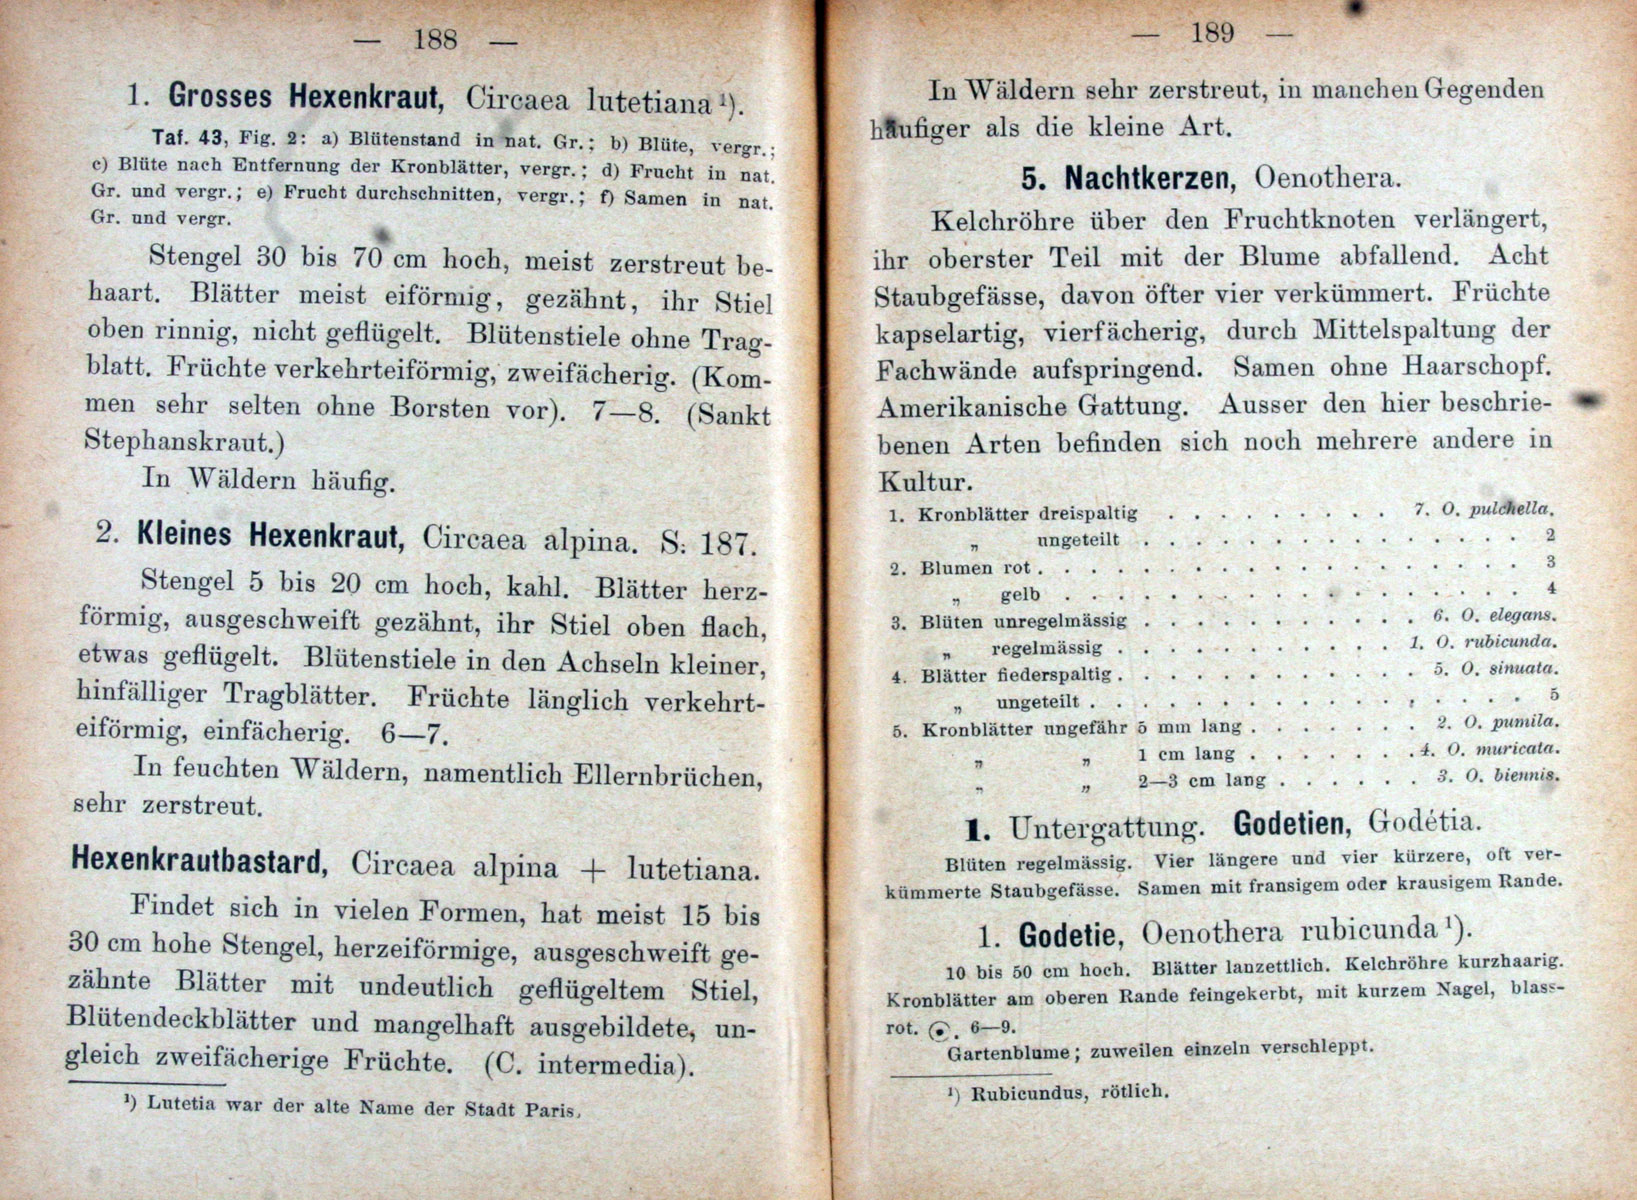 — 188 —
1. Grosses Hexenkraut, Circaea lutetiana ¹).
Taf. 43, Fig. 2: a) Blütenstand in nat. Gr.; b) Blüte, vergr.;
c) Blüte nach Entfernung der Kronblätter, vergr.; d) Frucht in nat.
Gr. und vergr.; e) Frucht durchschnitten, vergr.; f) Samen in nat.
Gr. und vergr.
Stengel 30 bis 70 cm hoch, meist zerstreut be-
haart. Blätter meist eiförmig, gezähnt, ihr Stiel
oben rinnig, nicht geflügelt. Blütenstiele ohne Trag-
blatt. Früchte verkehrteiförmig, zweifächerig. (Kom-
men sehr selten ohne Borsten vor). 7—8. (Sankt
Stephanskraut.)
In Wäldern häufig.
2. Kleines Hexenkraut, Circaea alpina. S. 187.
Stengel 5 bis 20 cm hoch, kahl. Blätter herz-
förmig, ausgeschweift gezähnt, ihr Stiel oben flach,
etwas geflügelt. Blütenstiele in den Achseln kleiner,
hinfälliger Tragblätter. Früchte länglich verkehrt-
eiförmig, einfächerig. 6—7.
In feuchten Wäldern, namentlich Ellernbrüchen,
sehr zerstreut.
Hexenkrautbastard, Circaea alpina + lutetiana.
Findet sich in vielen Formen, hat meist 15 bis
30 cm hohe Stengel, herzeiförmige, ausgeschweift ge-
zähnte Blätter mit undeutlich geflügeltem Stiel,
Blütendeckblätter und mangelhaft ausgebildete, un-
gleich zweifächerige Früchte. (C. intermedia).
¹) Lutetia war der alte Name der Stadt Paris.
— 189 —
In Wäldern sehr zerstreut, in manchen Gegenden
häufiger als die kleine Art.
5. Nachtkerzen, Oenothera.
Kelchröhre über den Fruchtknoten verlängert,
ihr oberster Teil mit der Blume abfallend. Acht
Staubgefässe, davon öfter vier verkümmert. Früchte
kapselartig, vierfächerig, durch Mittelspaltung der
Fachwände aufspringend. Samen ohne Haarschopf.
Amerikanische Gattung. Ausser den hier beschrie-
benen Arten befinden sich noch mehrere andere in
Kultur.
1. Kronblätter dreispaltig . . . . . . . . . 7. O. pulchella.
„ ungeteilt . . . . . . . . . . . . . . . 2
2. Blumen rot . . . . . . . . . . . . . . . . . . 3
„ gelb . . . . . . . . . . . . . . . . . . 4
3. Blüten unregelmässig . . . . . . . . . . . 6. O. elegans.
„ regelmässig . . . . . . . . . . . 1. O. rubicunda.
4. Blätter fiederspaltig . . . . . . . . . . . . 5. O. sinuata.
„ ungeteilt . . . . . . . . . . . . . . . . . 5
5. Kronblätter ungefähr 5 mm lang . . . . . . . 2. O. pumila.
„ „ 1 cm lang . . . . . . . 4. O. muricata.
„ „ 2—3 cm lang . . . . . . 3. O. biennis.
1. Untergattung. Godetien, Godétia.
Blüten regelmässig. Vier längere und vier kürzere, oft ver-
kümmerte Staubgefässe. Samen mit fransigem oder krausigem Rande.
1. Godetie, Oenothera rubicunda ¹).
10 bis 50 cm hoch. Blätter lanzettlich. Kelchröhre kurzhaarig.
Kronblätter am oberen Rande feingekerbt, mit kurzem Nagel, blass-
rot. ☉. 6—9.
Gartenblume; zuweilen einzeln verschleppt.
¹) Rubicundus, rötlich.